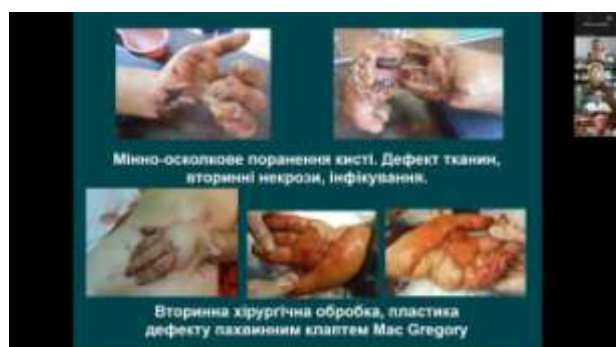 Мінно-осколкове поранення кисті. Дефект тканин,
вторинні некрози, інфікування.
Вторинна хірургічна обробка, пластика
дефекту пахвинним клаптем Mac Gregory